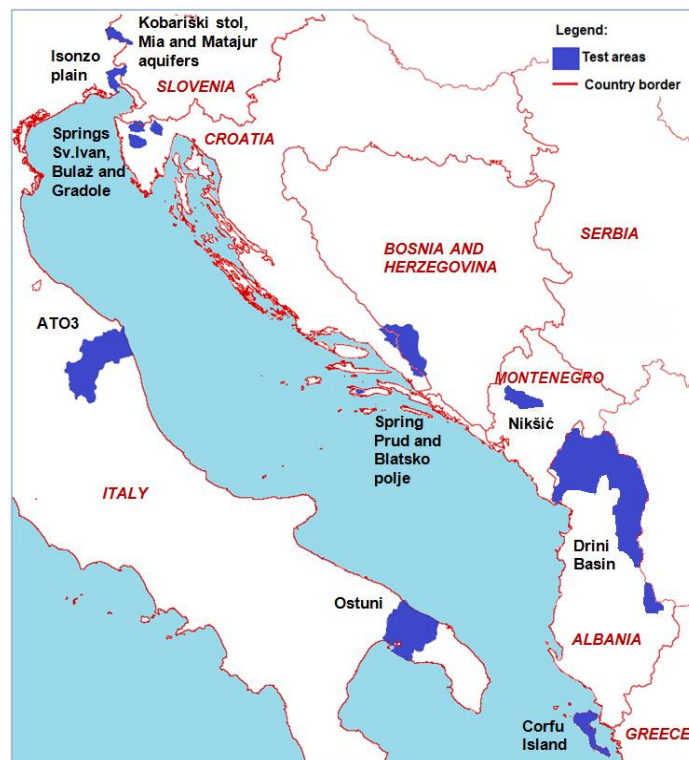 Kobariški stol,
Mia and Matajur
aquifers
Legend:
Test areas
Country border
Isonzo
plain
SLOVENIA
Springs
Sv.Ivan,
Bulaž and
Gradole
CROATIA
BOSNIA AND
HERZEGOVINA
SERBIA
ATO3
MONTENEGRO
Nikšić
Spring
Prud and
Blatsko
polje
ITALY
Drini
Basin
Ostuni
ALBANIA
Corfu
Island
GREECE